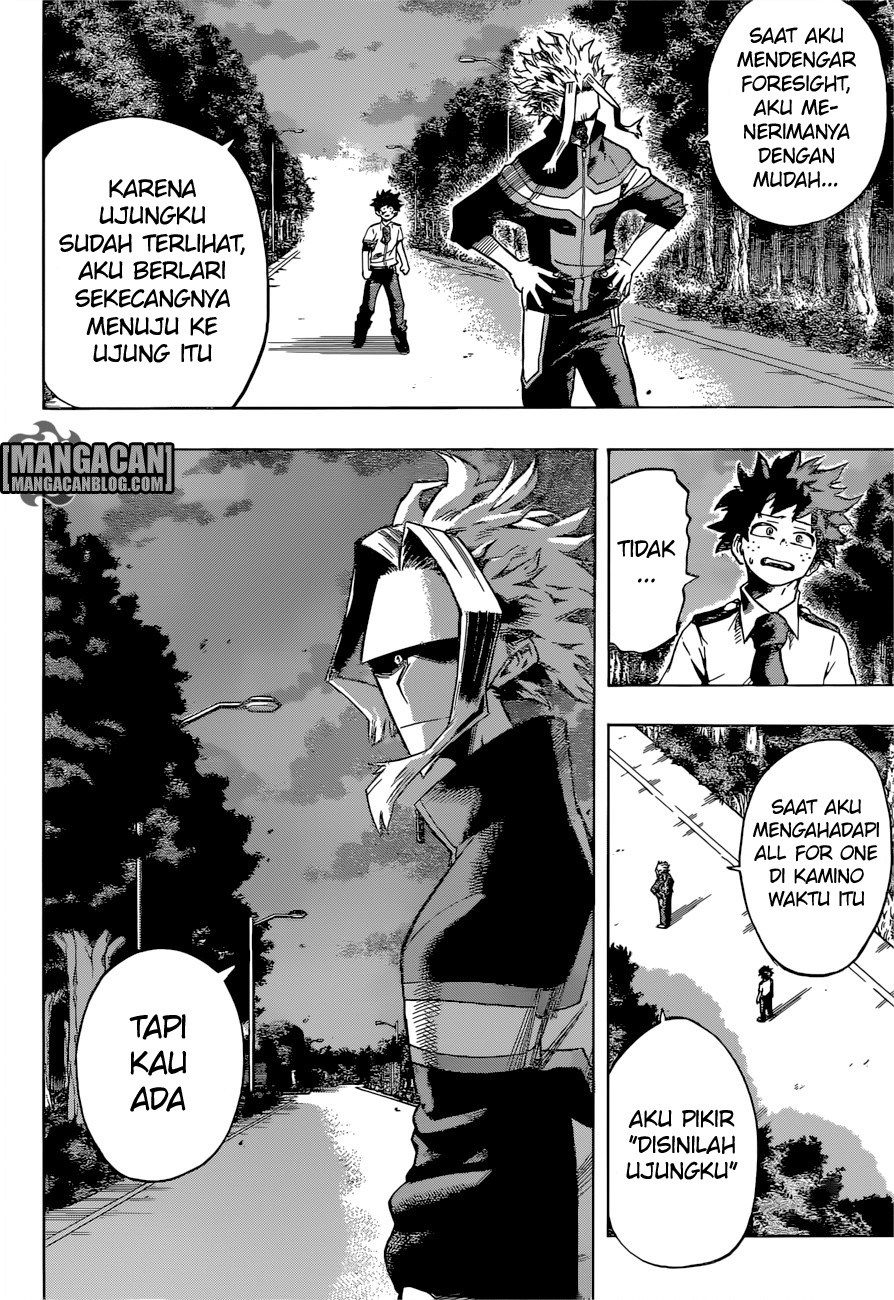 SAAT AKU
MENDENGAR
FORESIGHT,
AKU ME-
NERIMANYA
DENGAN
MUDAH...
KARENA
UJUNGKU
SUDAH TERLIHAT,
AKU BERLARI
SEKECANGNYA
MENUJU KE
UJUNG ITU
[MANGACAN]
MANGACANBLOG.COM
TIDAK
...
SAAT AKU
MENGAHADAPI
ALL FOR ONE
DI KAMINO
WAKTU ITU
AKU PIKIR
"DISINILAH
UJUNGKU"
TAPI
KAU
ADA